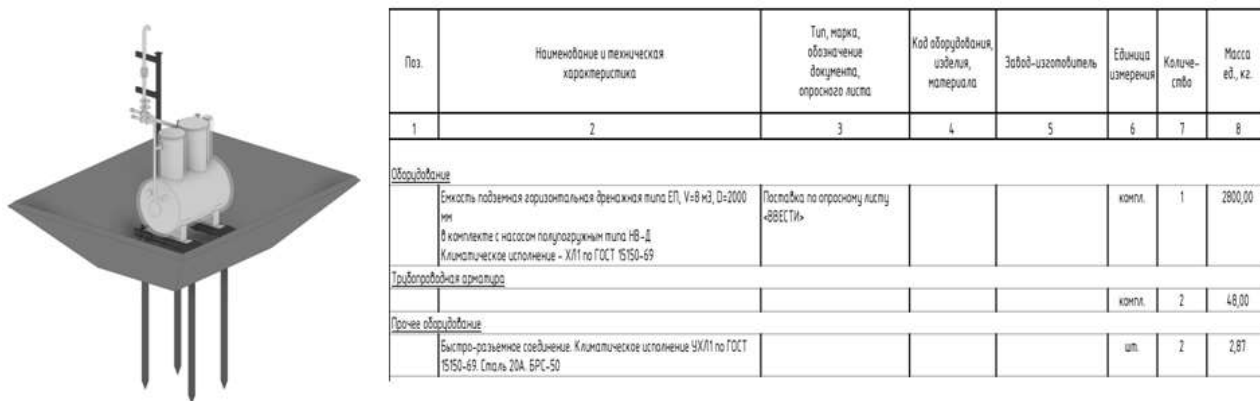 Поз.
Наименование и техническая
характеристика
Тип, марка,
обозначение
документа,
опросного листа
Код оборудования,
изделия,
материала
Завод-изготовитель
Единица
измерения
Количе-
ство
Масса
ед., кг.
1 2 3 4 5 6 7 8
Оборудование
Емкость подземная горизонтальная дренажная типа ЕП, V=8 м3, D=2000
мм
в комплекте с насосом полупогружным типа НВ-Д
Климатическое исполнение - ХЛ1 по ГОСТ 15150-69
Поставка по опросному листу
«ВВЕСТИ»
компл. 1 2800,00
Трубопроводная арматура
компл. 2 48,00
Прочее оборудование
Быстро-разъемное соединение. Климатическое исполнение УХЛ1 по ГОСТ
15150-69. Сталь 20А. БРС-50
шт. 2 2,87